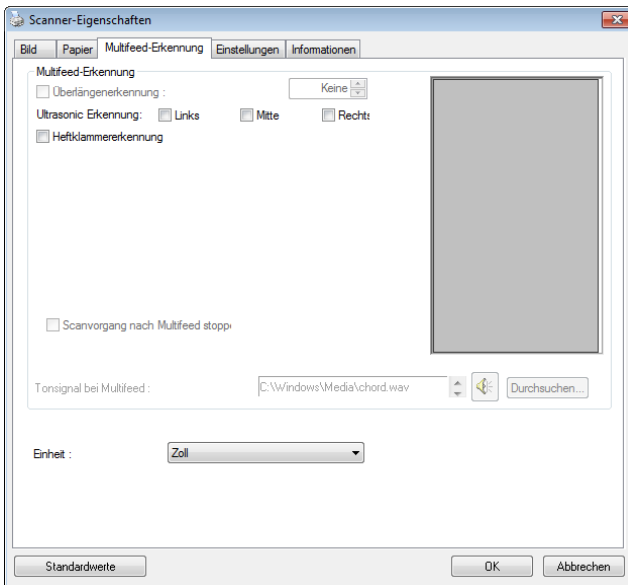 Scanner-Eigenschaften
Bild Papier Multifeed-Erkennung Einstellungen Informationen
Multifeed-Erkennung
Überlängenerkennung : Keine
Ultrasonic Erkennung: Links Mitte Rechts
Heftklammererkennung
Scanvorgang nach Multifeed stoppe
Tonsignal bei Multifeed : C:\Windows\Media\chord.wav Durchsuchen...
Einheit : Zoll
Standardwerte OK Abbrechen